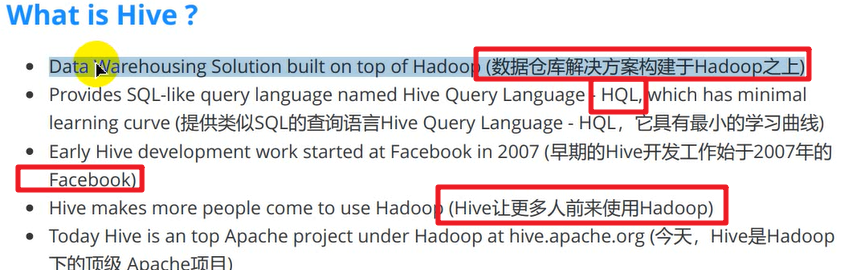 What is Hive ?
Data Warehousing Solution built on top of Hadoop (数据仓库解决方案构建于Hadoop之上)
Provides SQL-like query language named Hive Query Language - HQL, which has minimal
learning curve (提供类似SQL的查询语言Hive Query Language - HQL，它具有最小的学习曲线)
Early Hive development work started at Facebook in 2007 (早期的Hive开发工作始于2007年的
Facebook)
Hive makes more people come to use Hadoop (Hive让更多人前来使用Hadoop)
Today Hive is an top Apache project under Hadoop at hive.apache.org (今天，Hive是Hadoop
下的顶级 Apache项目)